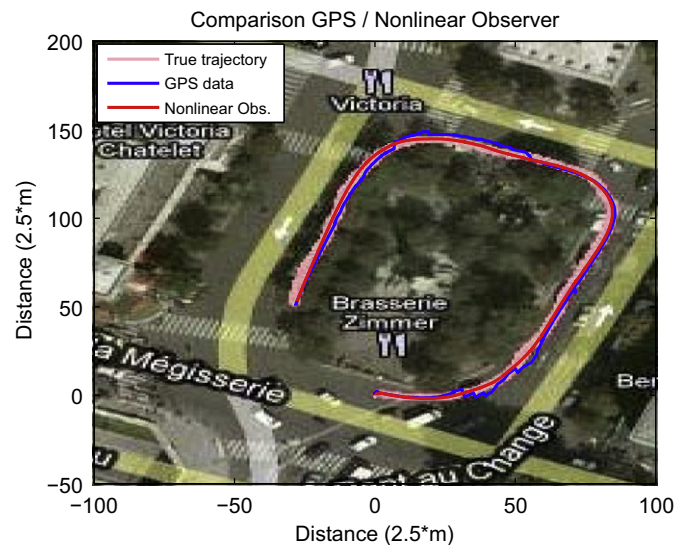 Comparison GPS / Nonlinear Observer
200
150
100
50
0
−50
−100
−50
0
50
100
Distance (2.5*m)
Distance (2.5*m)
True trajectory
GPS data
Nonlinear Obs.
Victoria
otel Victoria
Chatelet
Brasserie
Zimmer
a Mégisserie
Ber
au Change